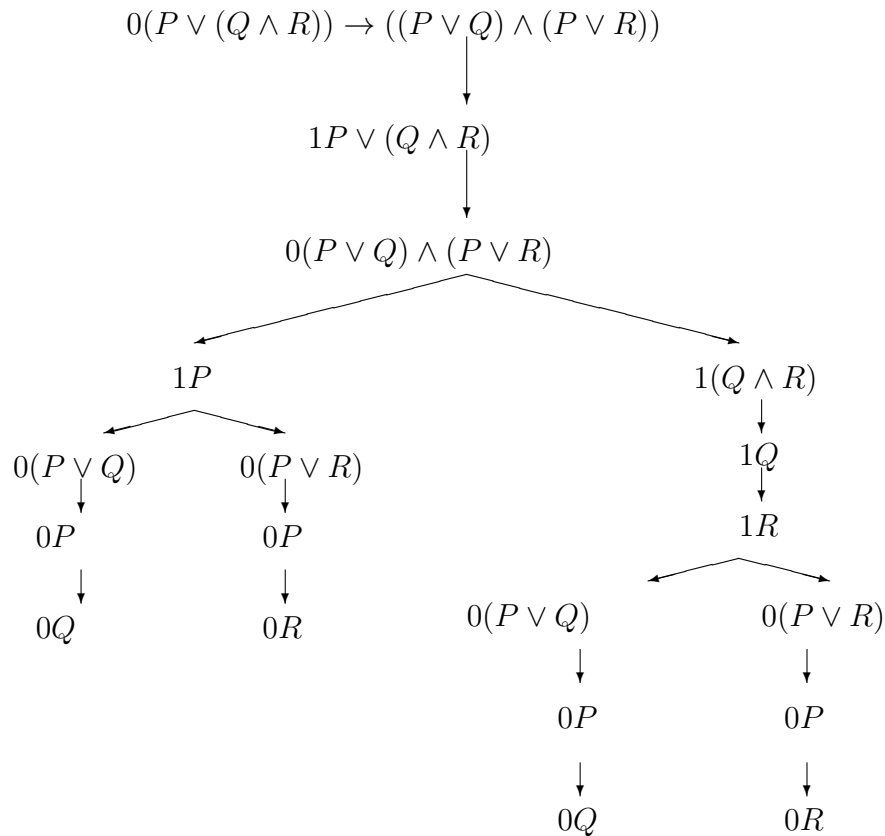 0(P ∨ (Q ∧ R)) → ((P ∨ Q) ∧ (P ∨ R))
1P ∨ (Q ∧ R)
0(P ∨ Q) ∧ (P ∨ R)
1P 1(Q ∧ R)
0(P ∨ Q) 0(P ∨ R) 1Q
0P 0P 1R
0Q 0R 0(P ∨ Q) 0(P ∨ R)
0P 0P
0Q 0R